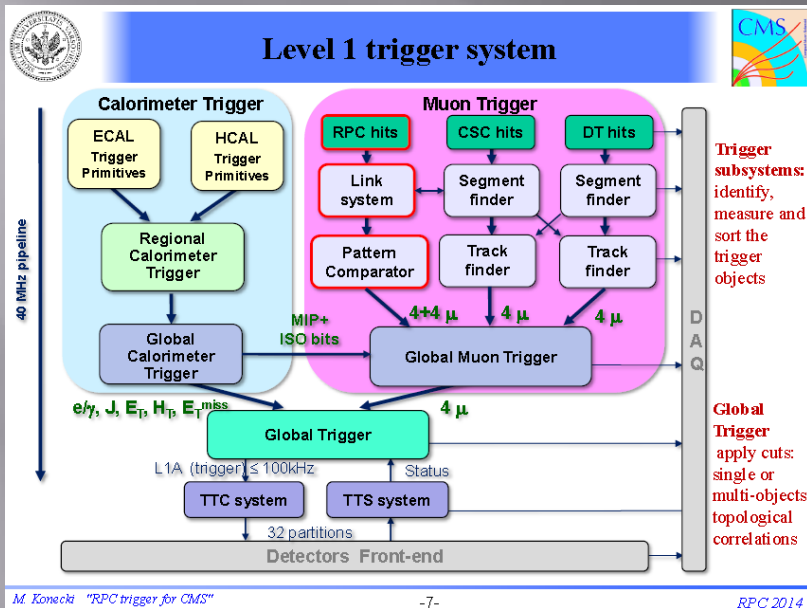 Level 1 trigger system
CMS
Calorimeter Trigger
Muon Trigger
ECAL
Trigger
Primitives
HCAL
Trigger
Primitives
RPC hits
CSC hits
DT hits
Link
system
Segment
finder
Segment
finder
Regional
Calorimeter
Trigger
Pattern
Comparator
Track
finder
Track
finder
40 MHz pipeline
4+4 μ
4 μ
4 μ
MIP+
ISO bits
Global
Calorimeter
Trigger
Global Muon Trigger
e/γ, J, E_T, H_T, E_T^miss
4 μ
Global Trigger
L1A (trigger) ≤ 100kHz
Status
TTC system
TTS system
32 partitions
Detectors Front-end
D
A
Q
Trigger
subsystems:
identify,
measure and
sort the
trigger
objects
Global
Trigger
apply cuts:
single or
multi-objects
topological
correlations
M. Konecki "RPC trigger for CMS"
-7-
RPC 2014